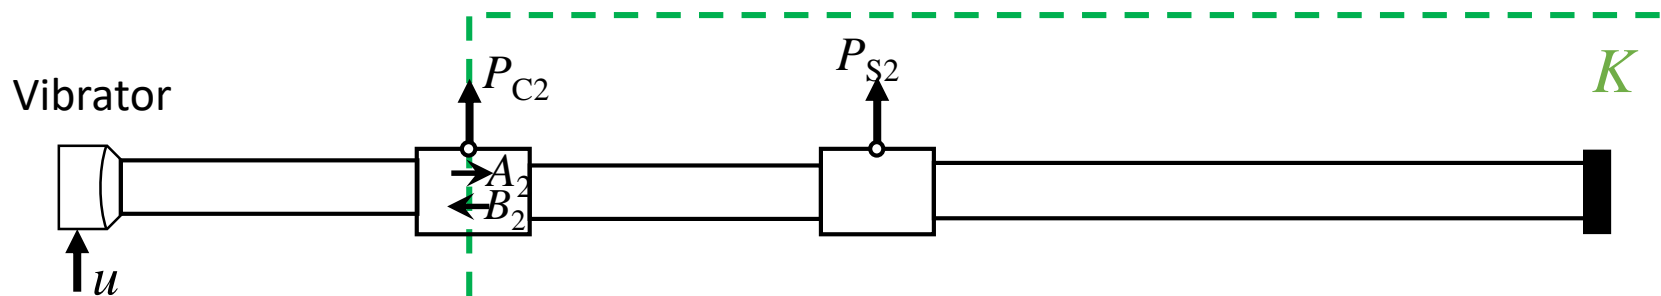 Vibrator
P_C2
P_S2
K
A_2
B_2
u